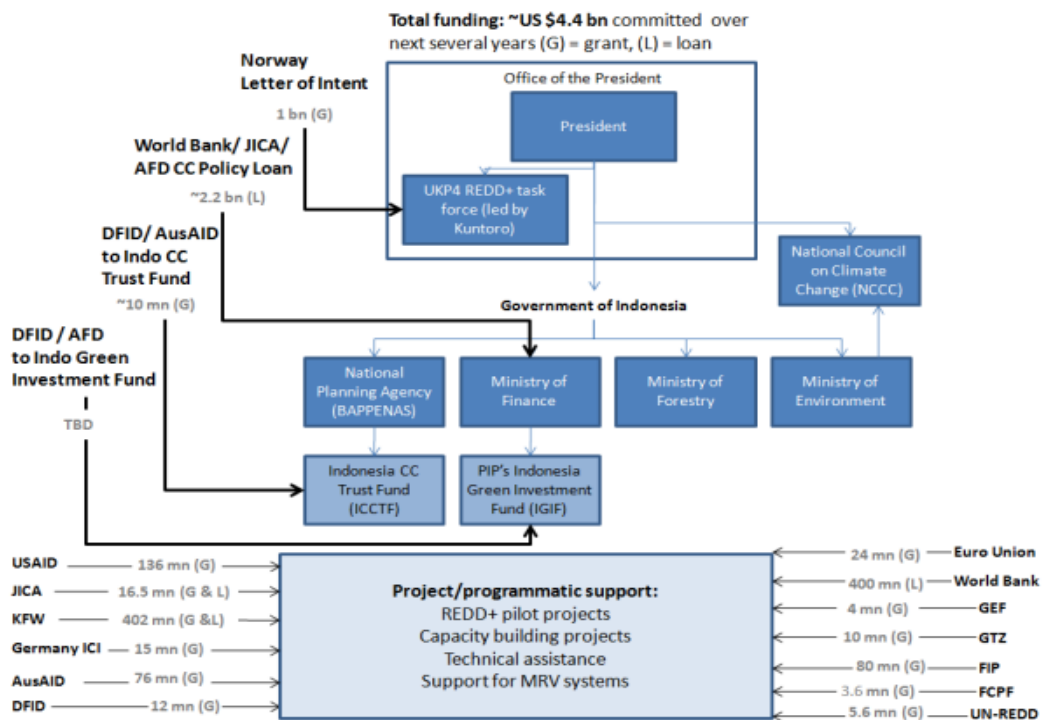 Total funding: ~US $4.4 bn committed over
next several years (G) = grant, (L) = loan
Norway
Letter of Intent
1 bn (G)
Office of the President
President
World Bank/ JICA/
AFD CC Policy Loan
~2.2 bn (L)
UKP4 REDD+ task
force (led by
Kuntoro)
DFID/ AusAID
to Indo CC
Trust Fund
~10 mn (G)
National Council
on Climate
Change (NCCC)
Government of Indonesia
DFID / AFD
to Indo Green
Investment Fund
TBD
National
Planning Agency
(BAPPENAS)
Ministry of
Finance
Ministry of
Forestry
Ministry of
Environment
Indonesia CC
Trust Fund
(ICCTF)
PIP's Indonesia
Green Investment
Fund (IGIF)
USAID 136 mn (G)
JICA 16.5 mn (G & L)
KFW 402 mn (G &L)
Germany ICI 15 mn (G)
AusAID 76 mn (G)
DFID 12 mn (G)
Project/programmatic support:
REDD+ pilot projects
Capacity building projects
Technical assistance
Support for MRV systems
24 mn (G) Euro Union
400 mn (L) World Bank
4 mn (G) GEF
10 mn (G) GTZ
80 mn (G) FIP
3.6 mn (G) FCPF
5.6 mn (G) UN-REDD